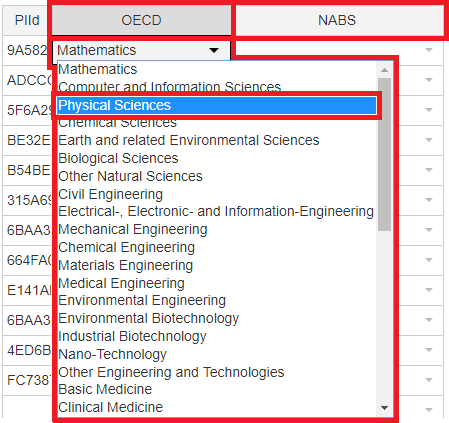 PIId OECD NABS
9A582 Mathematics
ADCCC
5F6A29
BE32E
B54BE
315A69
6BAA3
664FA0
E141A
6BAA3
4ED6B
FC7387
Mathematics
Computer and Information Sciences
Physical Sciences
Chemical Sciences
Earth and related Environmental Sciences
Biological Sciences
Other Natural Sciences
Civil Engineering
Electrical-, Electronic- and Information-Engineering
Mechanical Engineering
Chemical Engineering
Materials Engineering
Medical Engineering
Environmental Engineering
Environmental Biotechnology
Industrial Biotechnology
Nano-Technology
Other Engineering and Technologies
Basic Medicine
Clinical Medicine